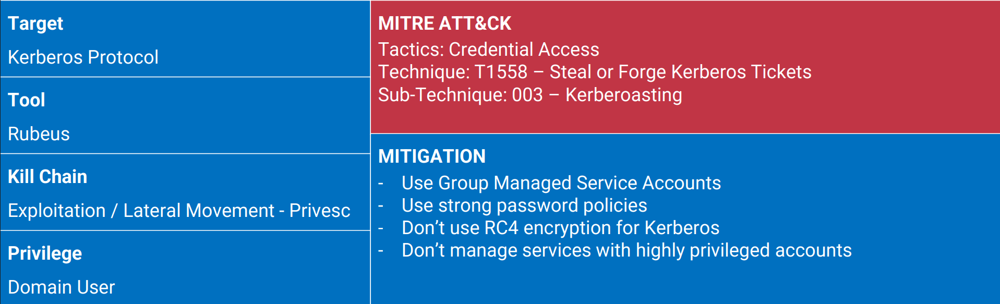 Target
Kerberos Protocol
Tool
Rubeus
Kill Chain
Exploitation / Lateral Movement - Privesc
Privilege
Domain User
MITRE ATT&CK
Tactics: Credential Access
Technique: T1558 – Steal or Forge Kerberos Tickets
Sub-Technique: 003 – Kerberoasting
MITIGATION
- Use Group Managed Service Accounts
- Use strong password policies
- Don’t use RC4 encryption for Kerberos
- Don’t manage services with highly privileged accounts